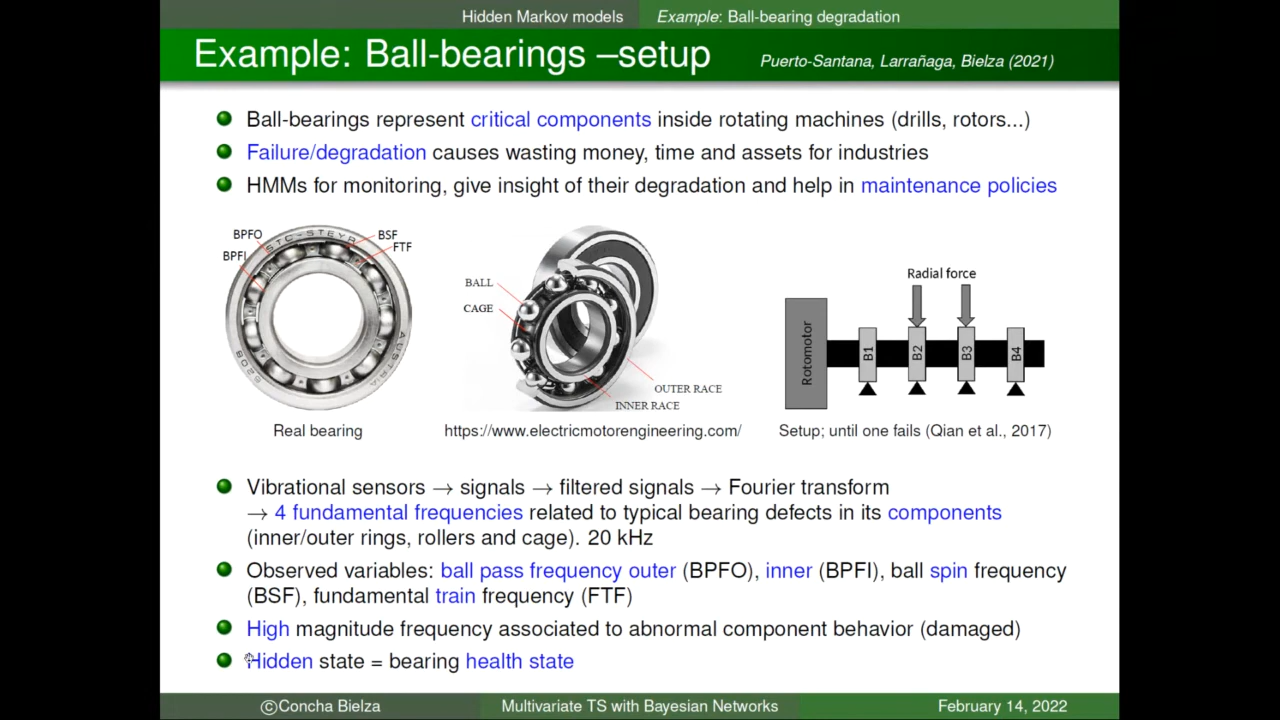 Hidden Markov models Example: Ball-bearing degradation
Example: Ball-bearings –setup Puerto-Santana, Larrañaga, Bielza (2021)
Ball-bearings represent critical components inside rotating machines (drills, rotors...)
Failure/degradation causes wasting money, time and assets for industries
HMMs for monitoring, give insight of their degradation and help in maintenance policies
BPFO
BPFI
BSF
FTF
STC-STEYR
AUSTRIA
6208
Real bearing
BALL
CAGE
OUTER RACE
INNER RACE
https://www.electricmotorengineering.com/
Radial force
Rotomotor
B1
B2
B3
B4
Setup; until one fails (Qian et al., 2017)
Vibrational sensors → signals → filtered signals → Fourier transform
→ 4 fundamental frequencies related to typical bearing defects in its components
(inner/outer rings, rollers and cage). 20 kHz
Observed variables: ball pass frequency outer (BPFO), inner (BPFI), ball spin frequency
(BSF), fundamental train frequency (FTF)
High magnitude frequency associated to abnormal component behavior (damaged)
Hidden state = bearing health state
©Concha Bielza Multivariate TS with Bayesian Networks February 14, 2022